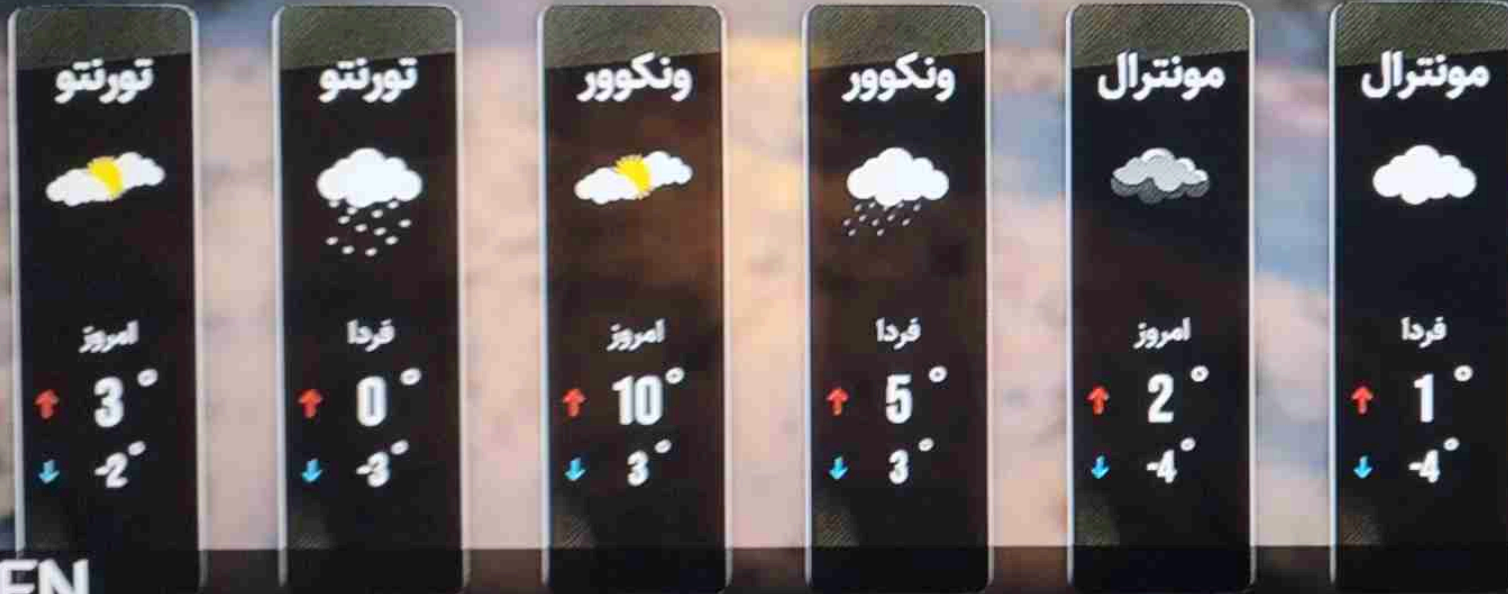 مونترال
فردا
1°
-4°
مونترال
امروز
2°
-4°
ونکوور
فردا
5°
3°
ونکوور
امروز
10°
3°
تورنتو
فردا
0°
-3°
تورنتو
امروز
3°
-2°
EN